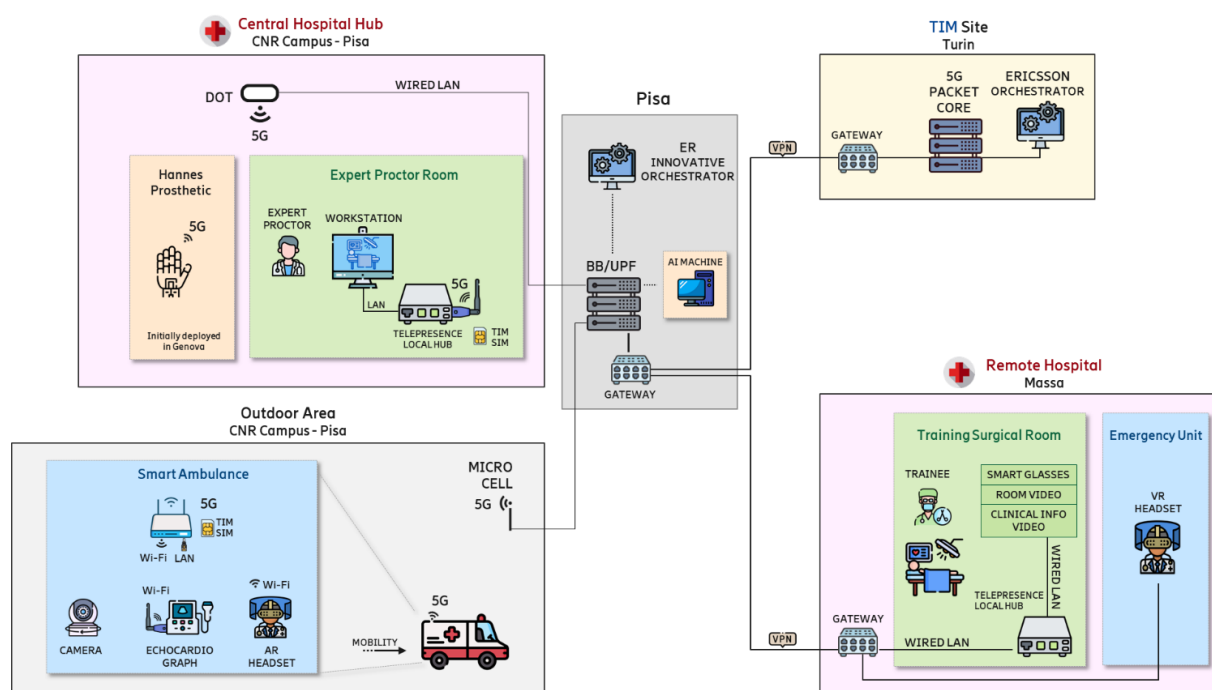 Central Hospital Hub
CNR Campus - Pisa
DOT
WIRED LAN
5G
Hannes
Prosthetic
5G
Initially deployed
in Genova
Expert Proctor Room
EXPERT
PROCTOR
WORKSTATION
LAN
5G
TELEPRESENCE
LOCAL HUB
TIM
SIM
Pisa
ER
INNOVATIVE
ORCHESTRATOR
BB/UPF
AI MACHINE
GATEWAY
TIM Site
Turin
VPN
GATEWAY
5G
PACKET
CORE
ERICSSON
ORCHESTRATOR
Outdoor Area
CNR Campus - Pisa
Smart Ambulance
5G
TIM
SIM
Wi-Fi
LAN
CAMERA
Wi-Fi
ECHOCARDIO
GRAPH
Wi-Fi
AR
HEADSET
MICRO
CELL
5G
5G
MOBILITY
Remote Hospital
Massa
VPN
GATEWAY
WIRED LAN
Training Surgical Room
TRAINEE
SMART GLASSES
ROOM VIDEO
CLINICAL INFO
VIDEO
WIRED LAN
TELEPRESENCE
LOCAL HUB
Emergency Unit
VR
HEADSET